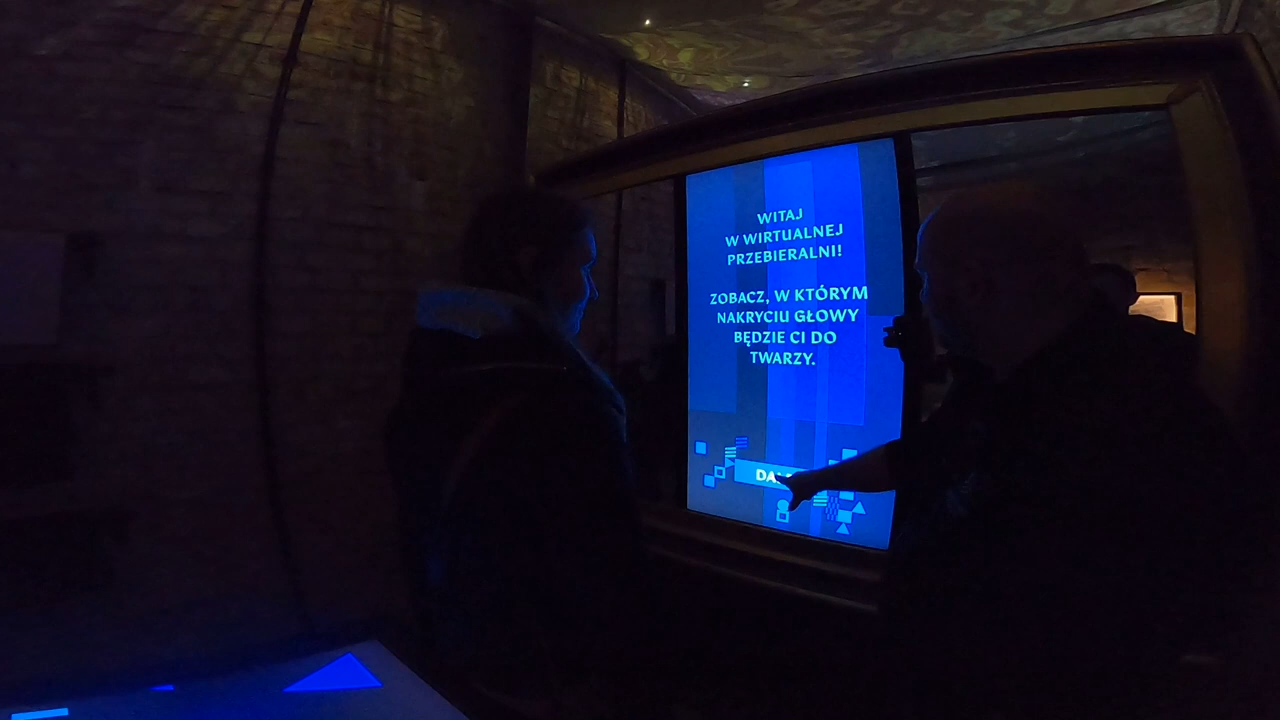 WITAJ
W WIRTUALNEJ
PRZEBIERALNI!
ZOBACZ, W KTÓRYM
NAKRYCIU GŁOWY
BĘDZIE CI DO
TWARZY.